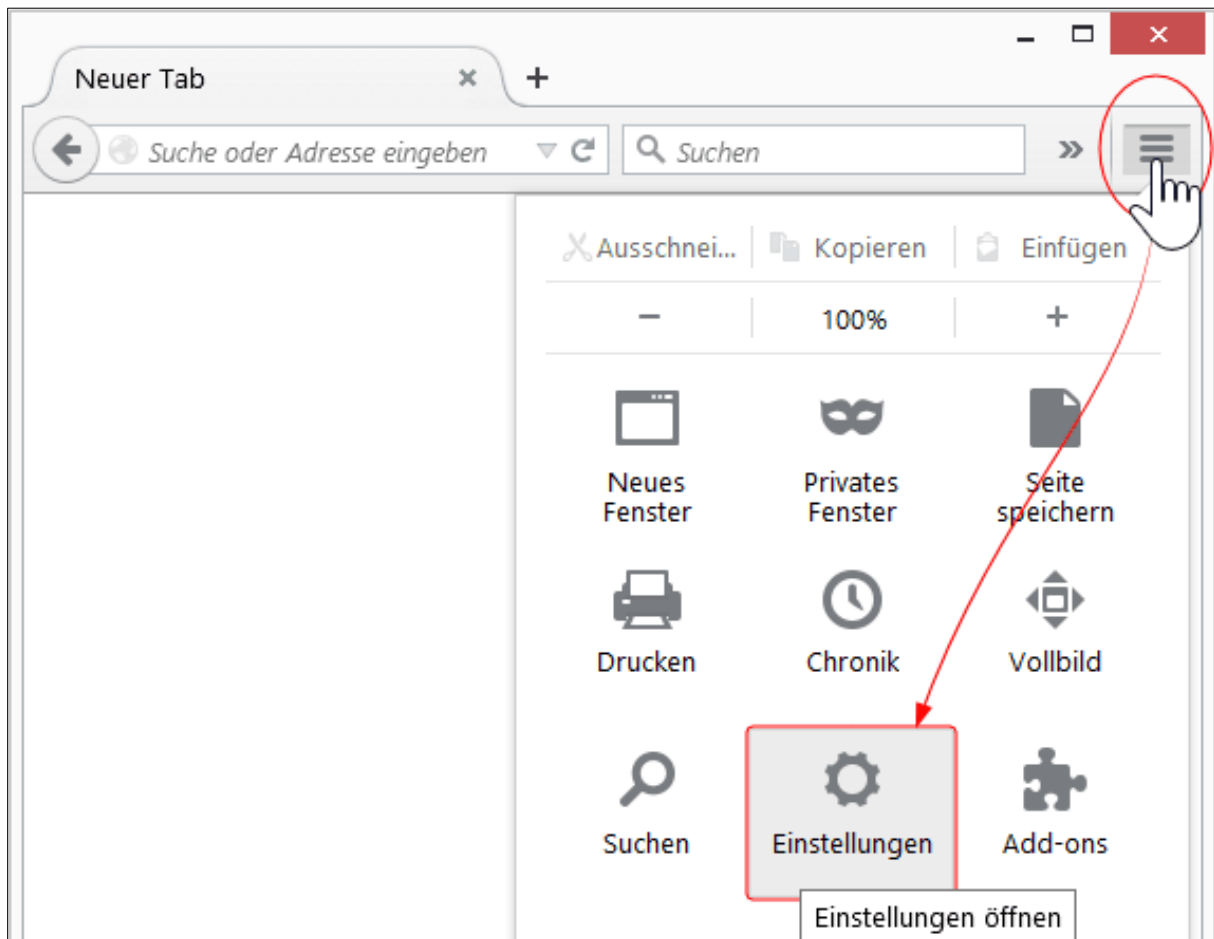 Neuer Tab
Suche oder Adresse eingeben
Suchen
Ausschnei...
Kopieren
Einfügen
100%
Neues
Fenster
Privates
Fenster
Seite
speichern
Drucken
Chronik
Vollbild
Suchen
Einstellungen
Add-ons
Einstellungen öffnen